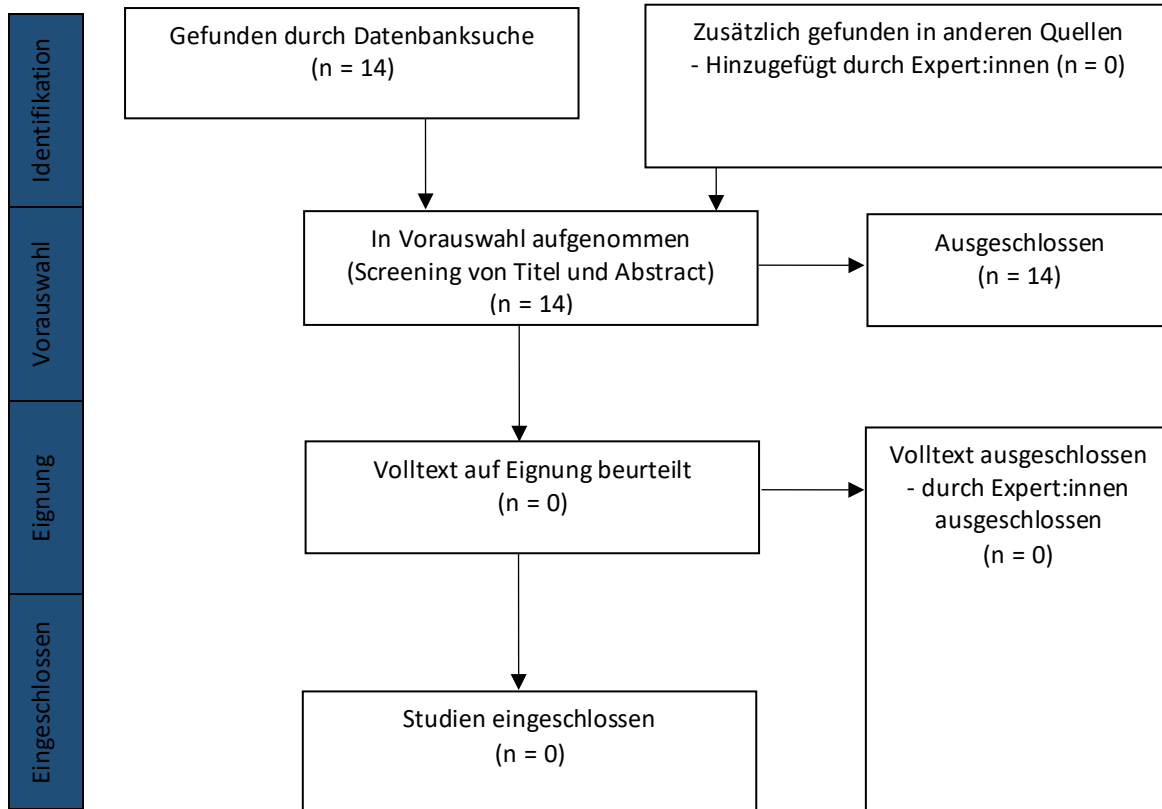 Identifikation
Gefunden durch Datenbanksuche
(n = 14)
Zusätzlich gefunden in anderen Quellen
- Hinzugefügt durch Expert:innen (n = 0)
Vorauswahl
In Vorauswahl aufgenommen
(Screening von Titel und Abstract)
(n = 14)
Ausgeschlossen
(n = 14)
Eignung
Volltext auf Eignung beurteilt
(n = 0)
Volltext ausgeschlossen
- durch Expert:innen
ausgeschlossen
(n = 0)
Eingeschlossen
Studien eingeschlossen
(n = 0)